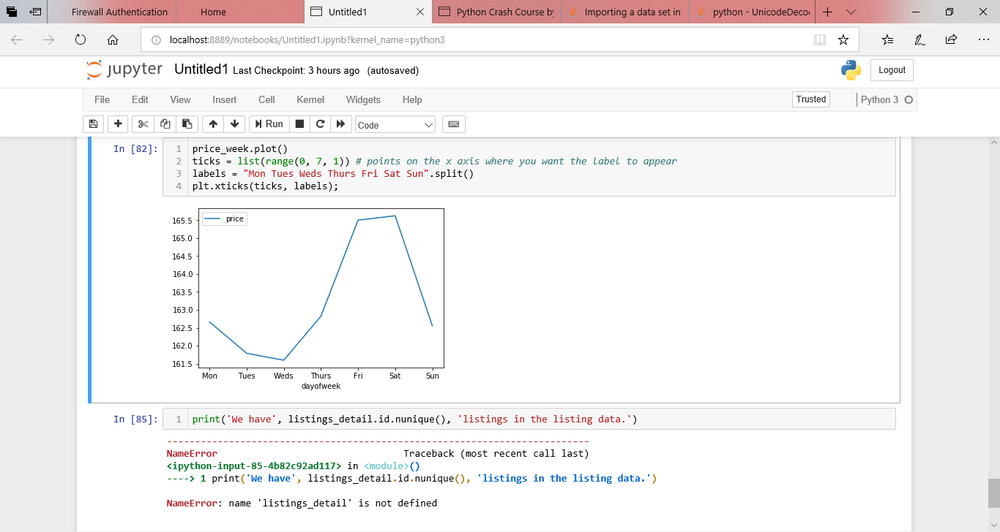 Firewall Authentication
Home
Untitled1
Python Crash Course by
Importing a data set in
python - UnicodeDeco
localhost:8889/notebooks/Untitled1.ipynb?kernel_name=python3
jupyter Untitled1 Last Checkpoint: 3 hours ago (autosaved)
Logout
File Edit View Insert Cell Kernel Widgets Help
Trusted
Python 3
Run
Code
In [82]:
1 price_week.plot()
2 ticks = list(range(0, 7, 1)) # points on the x axis where you want the label to appear
3 labels = "Mon Tues Weds Thurs Fri Sat Sun".split()
4 plt.xticks(ticks, labels);
price
165.5
165.0
164.5
164.0
163.5
163.0
162.5
162.0
161.5
Mon Tues Weds Thurs Fri Sat Sun
dayofweek
In [85]:
1 print('We have', listings_detail.id.nunique(), 'listings in the listing data.')
---------------------------------------------------------------------------
NameError Traceback (most recent call last)
<ipython-input-85-4b82c92ad117> in <module>()
----> 1 print('We have', listings_detail.id.nunique(), 'listings in the listing data.')
NameError: name 'listings_detail' is not defined